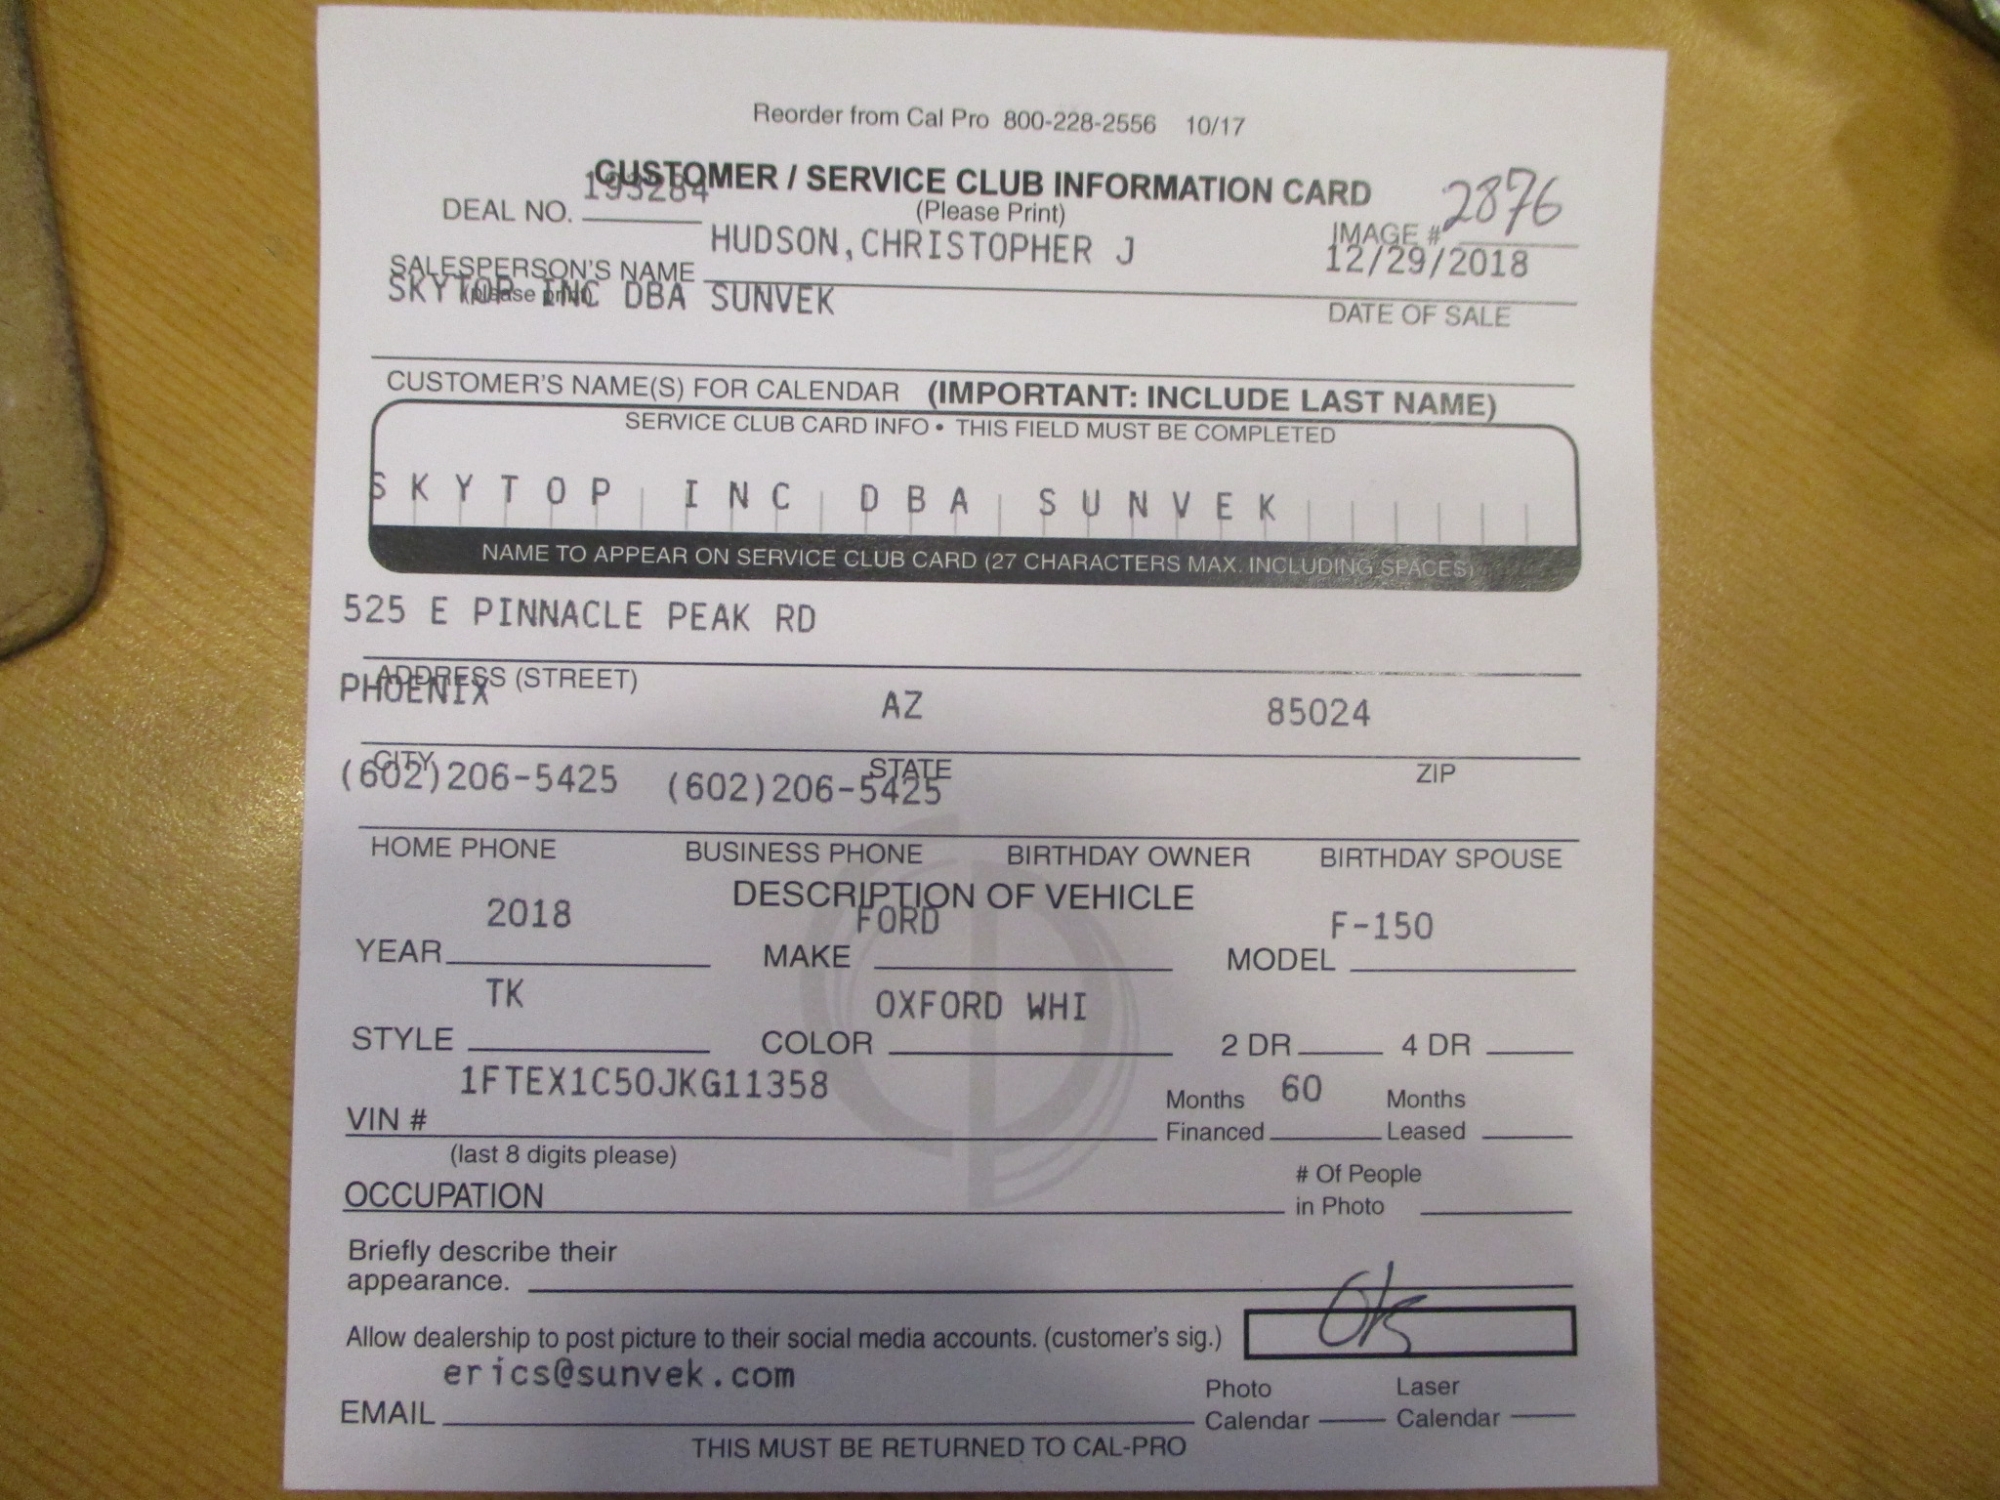 Reorder from Cal Pro 800-228-2556 10/17
CUSTOMER / SERVICE CLUB INFORMATION CARD
DEAL NO. 193284 (Please Print) IMAGE # 2876
SALESPERSON'S NAME HUDSON,CHRISTOPHER J 12/29/2018
(please print) DATE OF SALE
SKYTOP INC DBA SUNVEK
CUSTOMER'S NAME(S) FOR CALENDAR (IMPORTANT: INCLUDE LAST NAME)
SERVICE CLUB CARD INFO • THIS FIELD MUST BE COMPLETED
SKYTOP INC DBA SUNVEK
NAME TO APPEAR ON SERVICE CLUB CARD (27 CHARACTERS MAX. INCLUDING SPACES)
525 E PINNACLE PEAK RD
ADDRESS (STREET)
PHOENIX AZ 85024
CITY STATE ZIP
(602)206-5425 (602)206-5425
HOME PHONE BUSINESS PHONE BIRTHDAY OWNER BIRTHDAY SPOUSE
DESCRIPTION OF VEHICLE
YEAR 2018 MAKE FORD MODEL F-150
STYLE TK COLOR OXFORD WHI 2 DR 4 DR
VIN # 1FTEX1C50JKG11358 Months Financed 60 Months Leased
(last 8 digits please)
OCCUPATION # Of People in Photo
Briefly describe their
appearance.
Allow dealership to post picture to their social media accounts. (customer's sig.) Ok
EMAIL erics@sunvek.com Photo Calendar Laser Calendar
THIS MUST BE RETURNED TO CAL-PRO